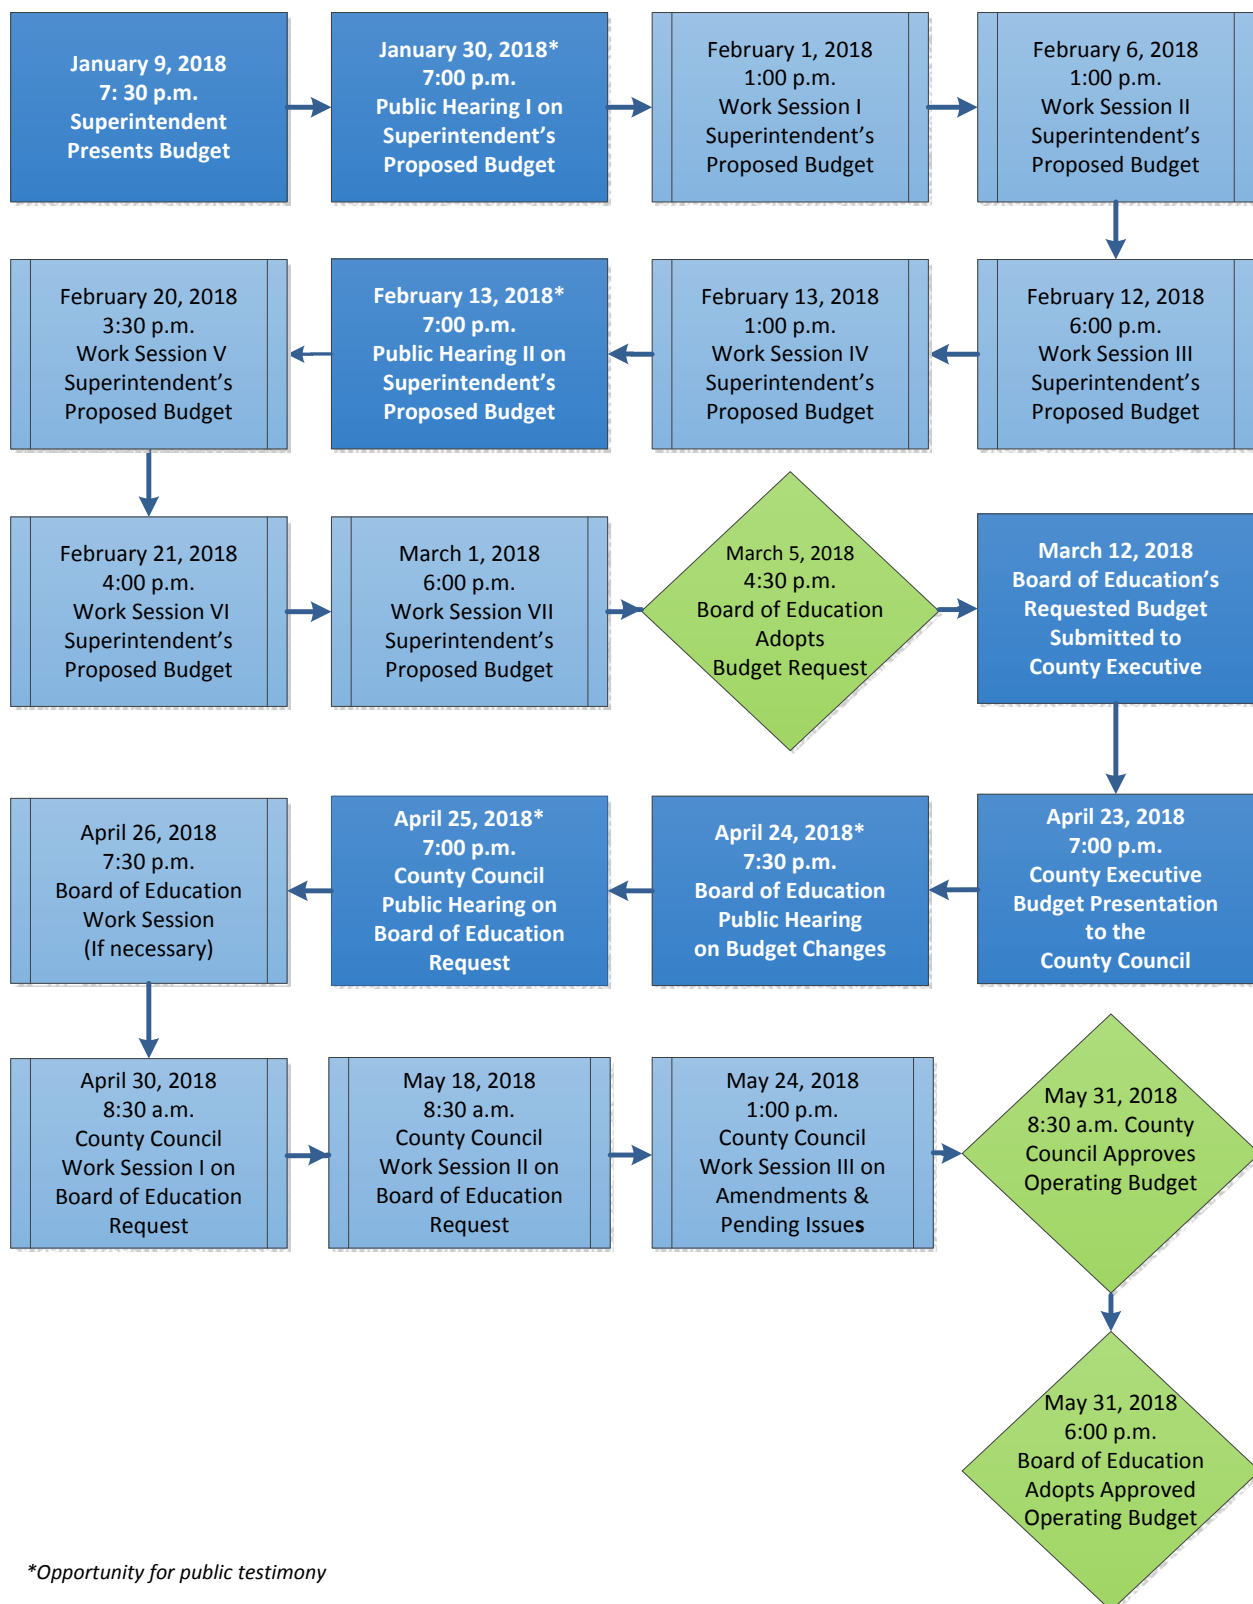 January 9, 2018
7: 30 p.m.
Superintendent
Presents Budget
January 30, 2018*
7:00 p.m.
Public Hearing I on
Superintendent’s
Proposed Budget
February 1, 2018
1:00 p.m.
Work Session I
Superintendent’s
Proposed Budget
February 6, 2018
1:00 p.m.
Work Session II
Superintendent’s
Proposed Budget
February 12, 2018
6:00 p.m.
Work Session III
Superintendent’s
Proposed Budget
February 13, 2018
1:00 p.m.
Work Session IV
Superintendent’s
Proposed Budget
February 13, 2018*
7:00 p.m.
Public Hearing II on
Superintendent’s
Proposed Budget
February 20, 2018
3:30 p.m.
Work Session V
Superintendent’s
Proposed Budget
February 21, 2018
4:00 p.m.
Work Session VI
Superintendent’s
Proposed Budget
March 1, 2018
6:00 p.m.
Work Session VII
Superintendent’s
Proposed Budget
March 5, 2018
4:30 p.m.
Board of Education
Adopts
Budget Request
March 12, 2018
Board of Education’s
Requested Budget
Submitted to
County Executive
April 23, 2018
7:00 p.m.
County Executive
Budget Presentation
to the
County Council
April 24, 2018*
7:30 p.m.
Board of Education
Public Hearing
on Budget Changes
April 25, 2018*
7:00 p.m.
County Council
Public Hearing on
Board of Education
Request
April 26, 2018
7:30 p.m.
Board of Education
Work Session
(If necessary)
April 30, 2018
8:30 a.m.
County Council
Work Session I on
Board of Education
Request
May 18, 2018
8:30 a.m.
County Council
Work Session II on
Board of Education
Request
May 24, 2018
1:00 p.m.
County Council
Work Session III on
Amendments &
Pending Issues
May 31, 2018
8:30 a.m. County
Council Approves
Operating Budget
May 31, 2018
6:00 p.m.
Board of Education
Adopts Approved
Operating Budget
*Opportunity for public testimony